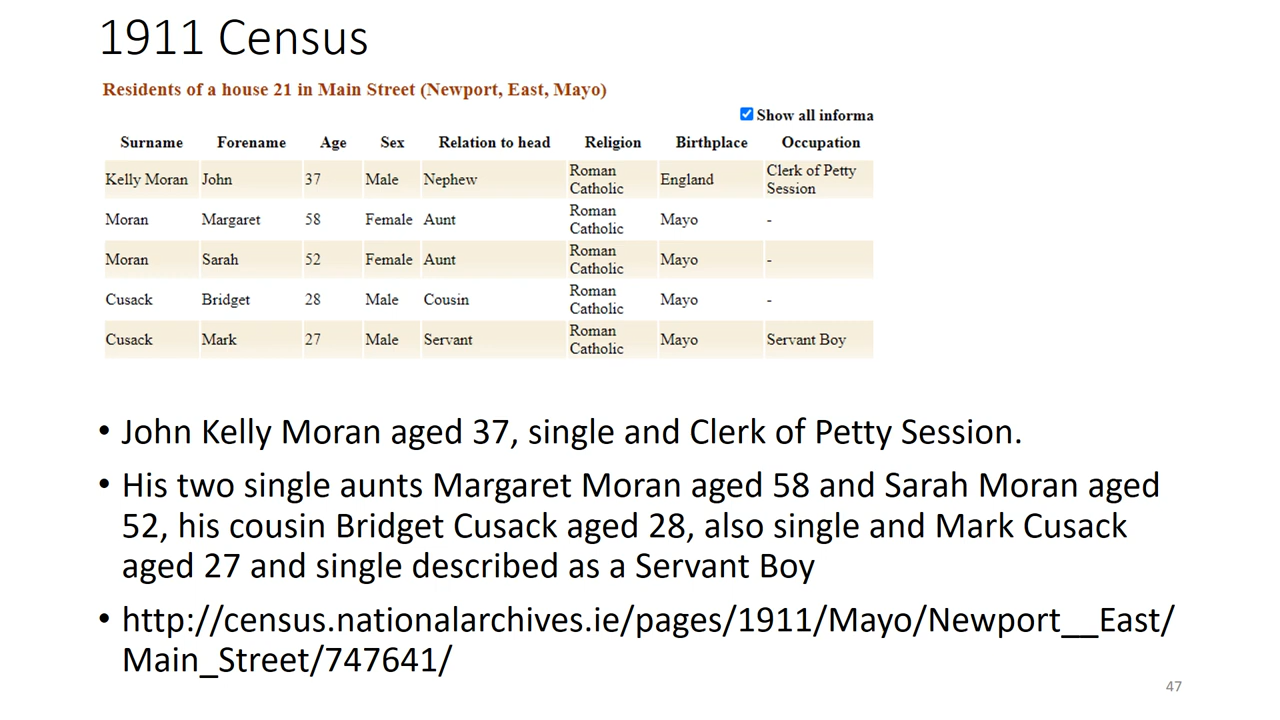 1911 Census
Residents of a house 21 in Main Street (Newport, East, Mayo)
Show all informa
Surname Forename Age Sex Relation to head Religion Birthplace Occupation
Kelly Moran John 37 Male Nephew Roman Catholic England Clerk of Petty Session
Moran Margaret 58 Female Aunt Roman Catholic Mayo -
Moran Sarah 52 Female Aunt Roman Catholic Mayo -
Cusack Bridget 28 Male Cousin Roman Catholic Mayo -
Cusack Mark 27 Male Servant Roman Catholic Mayo Servant Boy
• John Kelly Moran aged 37, single and Clerk of Petty Session.
• His two single aunts Margaret Moran aged 58 and Sarah Moran aged
52, his cousin Bridget Cusack aged 28, also single and Mark Cusack
aged 27 and single described as a Servant Boy
• http://census.nationalarchives.ie/pages/1911/Mayo/Newport__East/
Main_Street/747641/
47